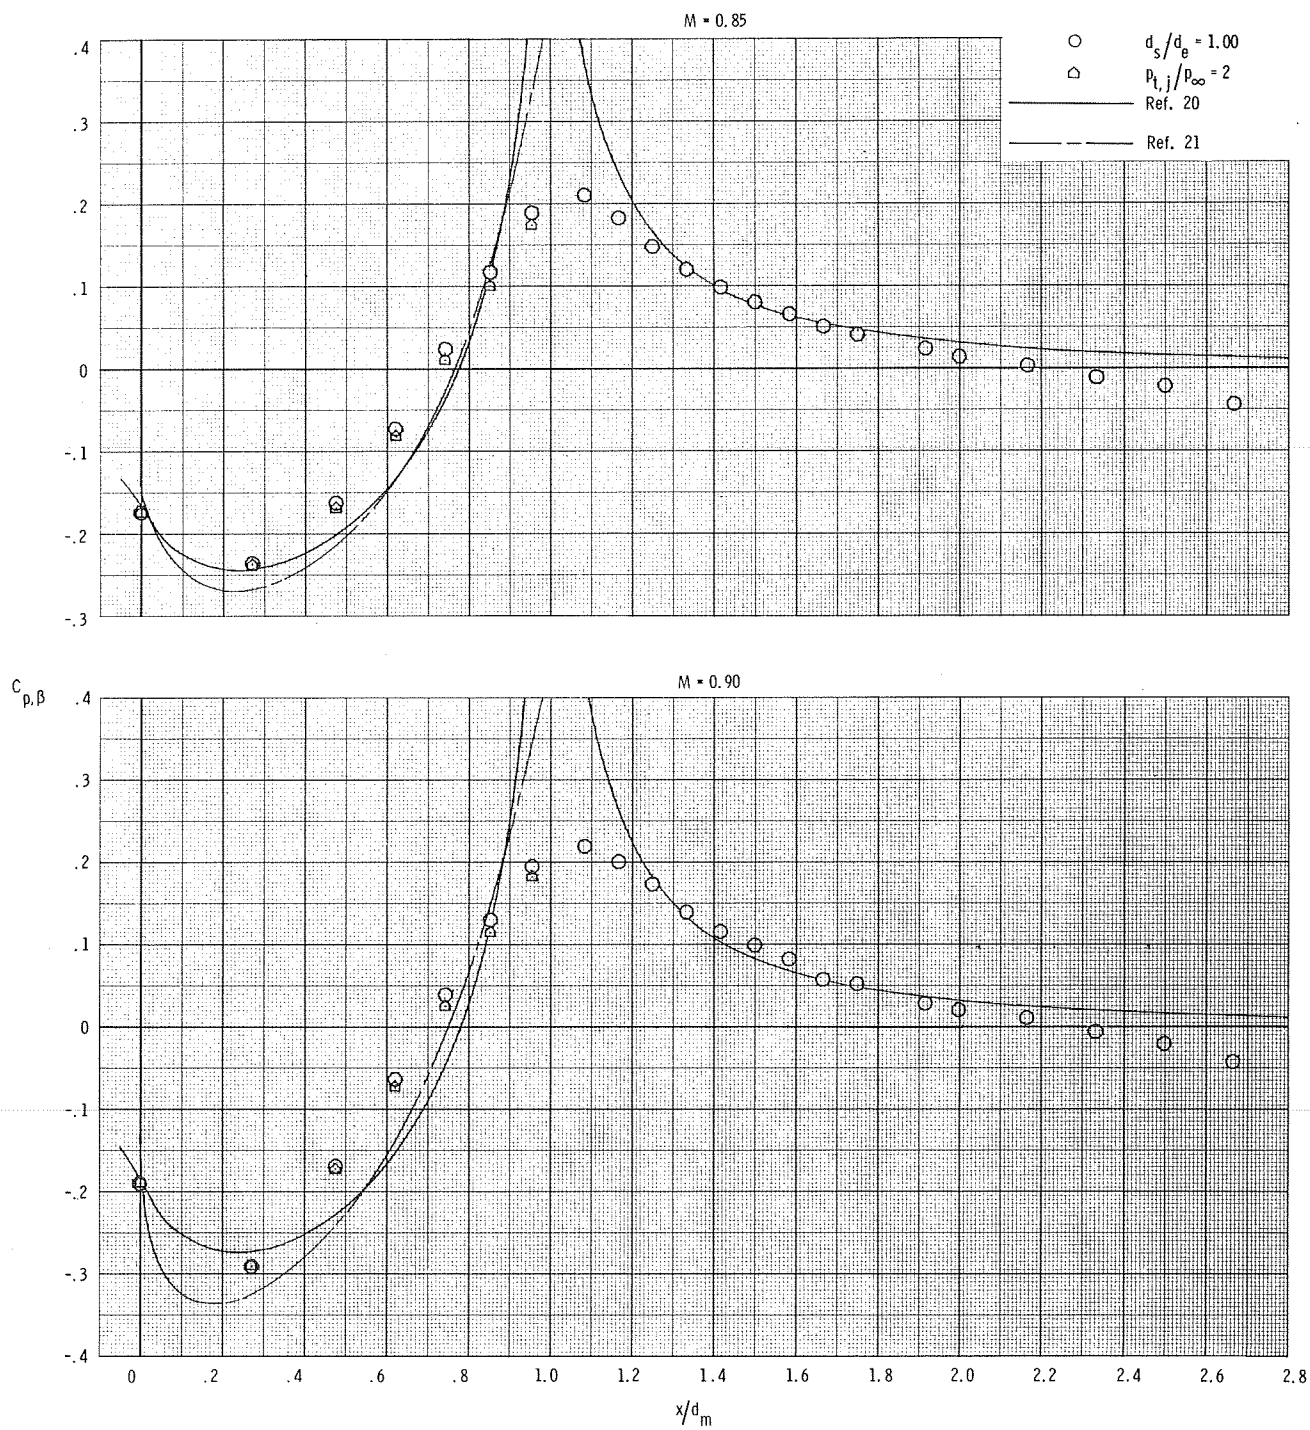 M = 0.85
d_s/d_e = 1.00
p_t,j/p_∞ = 2
Ref. 20
Ref. 21
.4
.3
.2
.1
0
-.1
-.2
-.3
C_p,β
M = 0.90
.4
.3
.2
.1
0
-.1
-.2
-.3
-.4
0 .2 .4 .6 .8 1.0 1.2 1.4 1.6 1.8 2.0 2.2 2.4 2.6 2.8
x/d_m